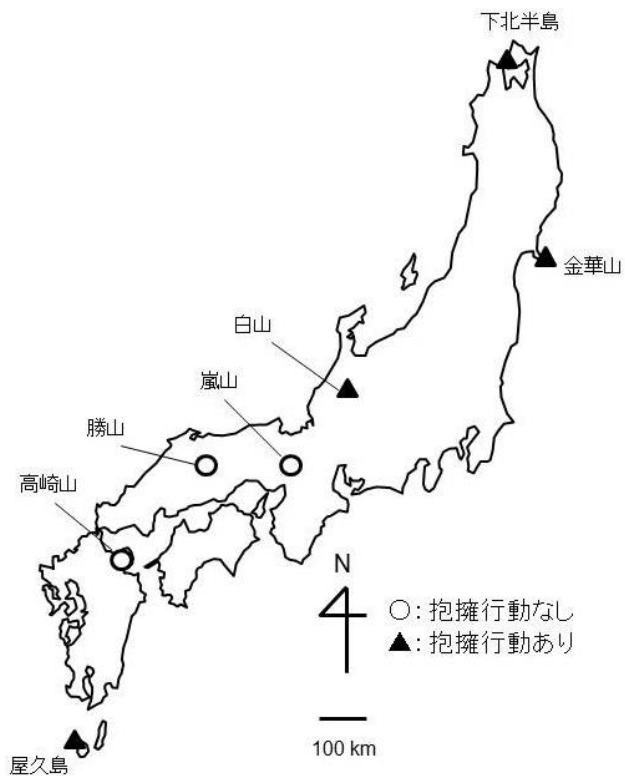 下北半島
金華山
白山
嵐山
勝山
高崎山
N
○：抱擁行動なし
▲：抱擁行動あり
100 km
屋久島